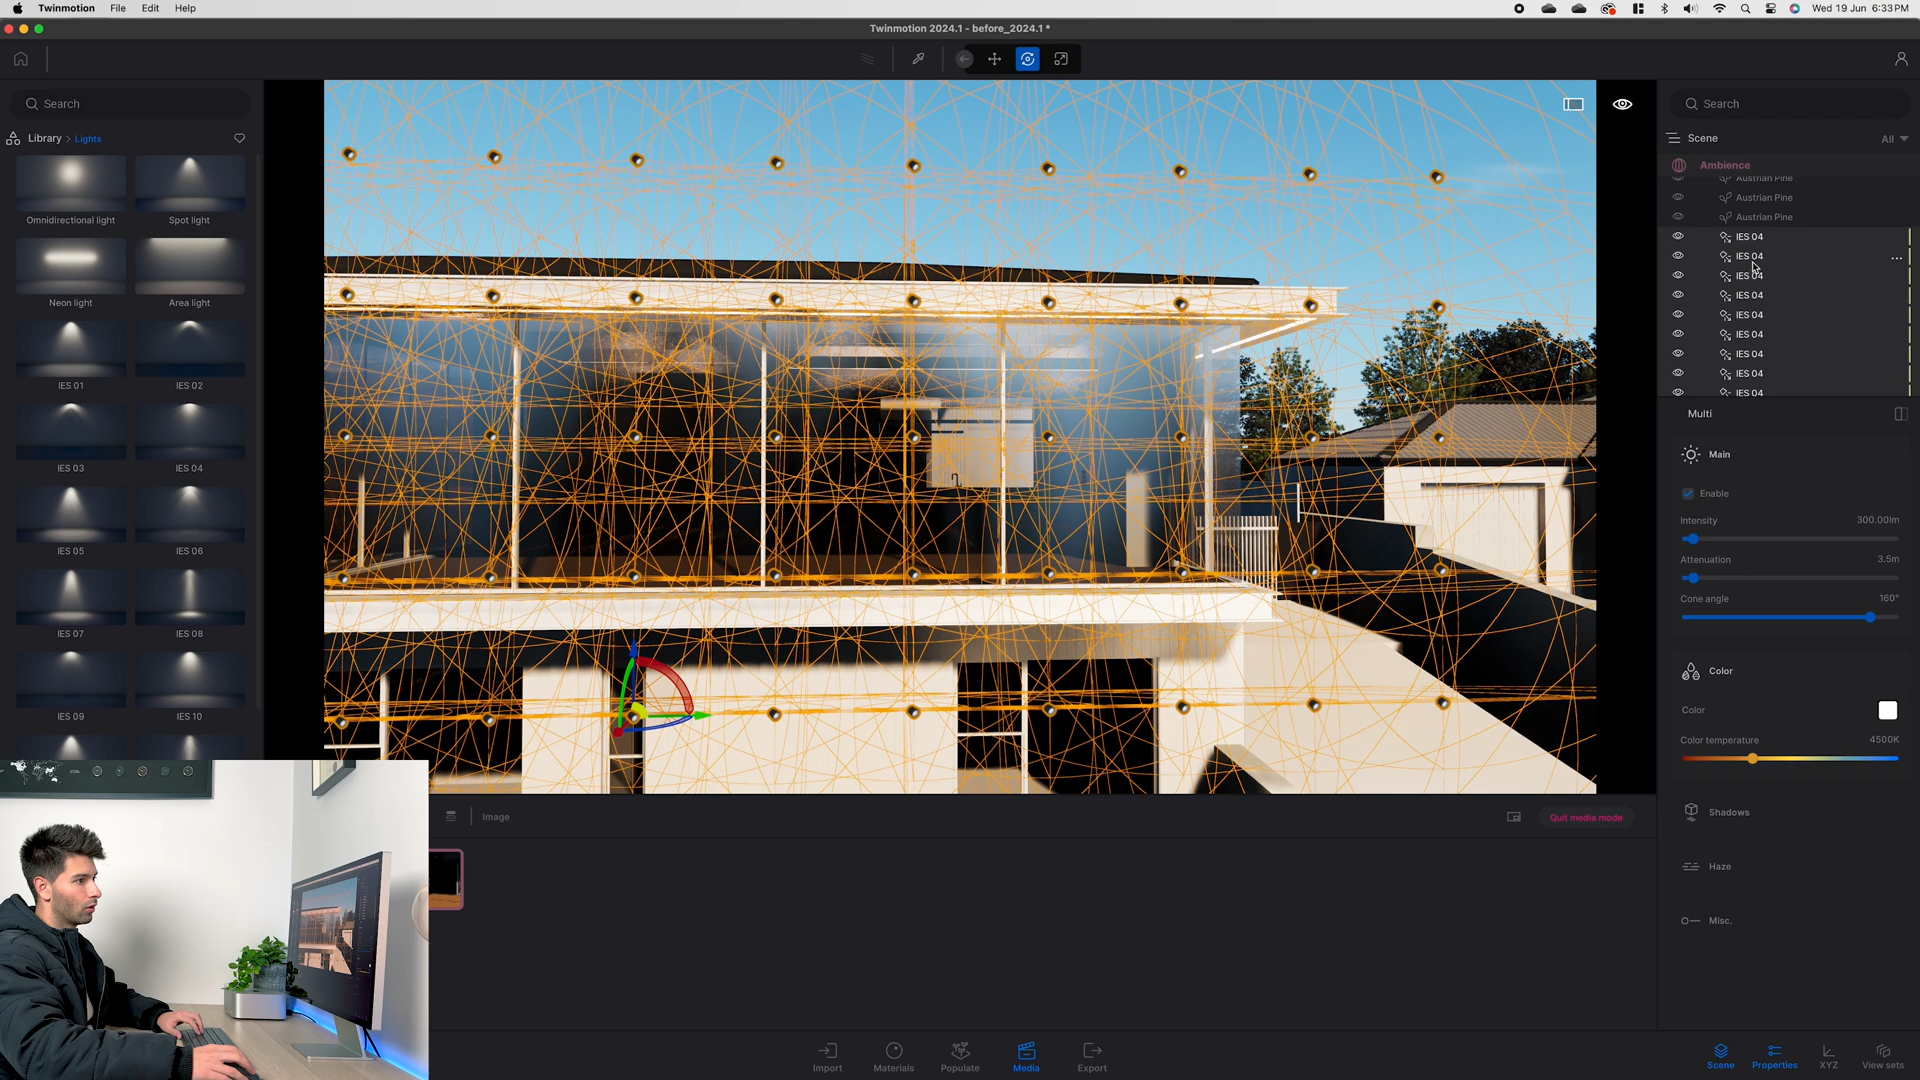 Twinmotion File Edit Help
Wed 19 Jun 6:33 PM
Twinmotion 2024.1 - before_2024.1 *
Search
Library > Lights
Omnidirectional light
Spot light
Neon light
Area light
IES 01
IES 02
IES 03
IES 04
IES 05
IES 06
IES 07
IES 08
IES 09
IES 10
Image
Quit media mode
Import
Materials
Populate
Media
Export
Search
Scene
All
Ambience
Austrian Pine
Austrian Pine
Austrian Pine
IES 04
IES 04
IES 04
IES 04
IES 04
IES 04
IES 04
IES 04
IES 04
Multi
Main
Enable
Intensity 300.00lm
Attenuation 3.5m
Cone angle 160°
Color
Color
Color temperature 4500K
Shadows
Haze
Misc.
Scene
Properties
XYZ
View sets